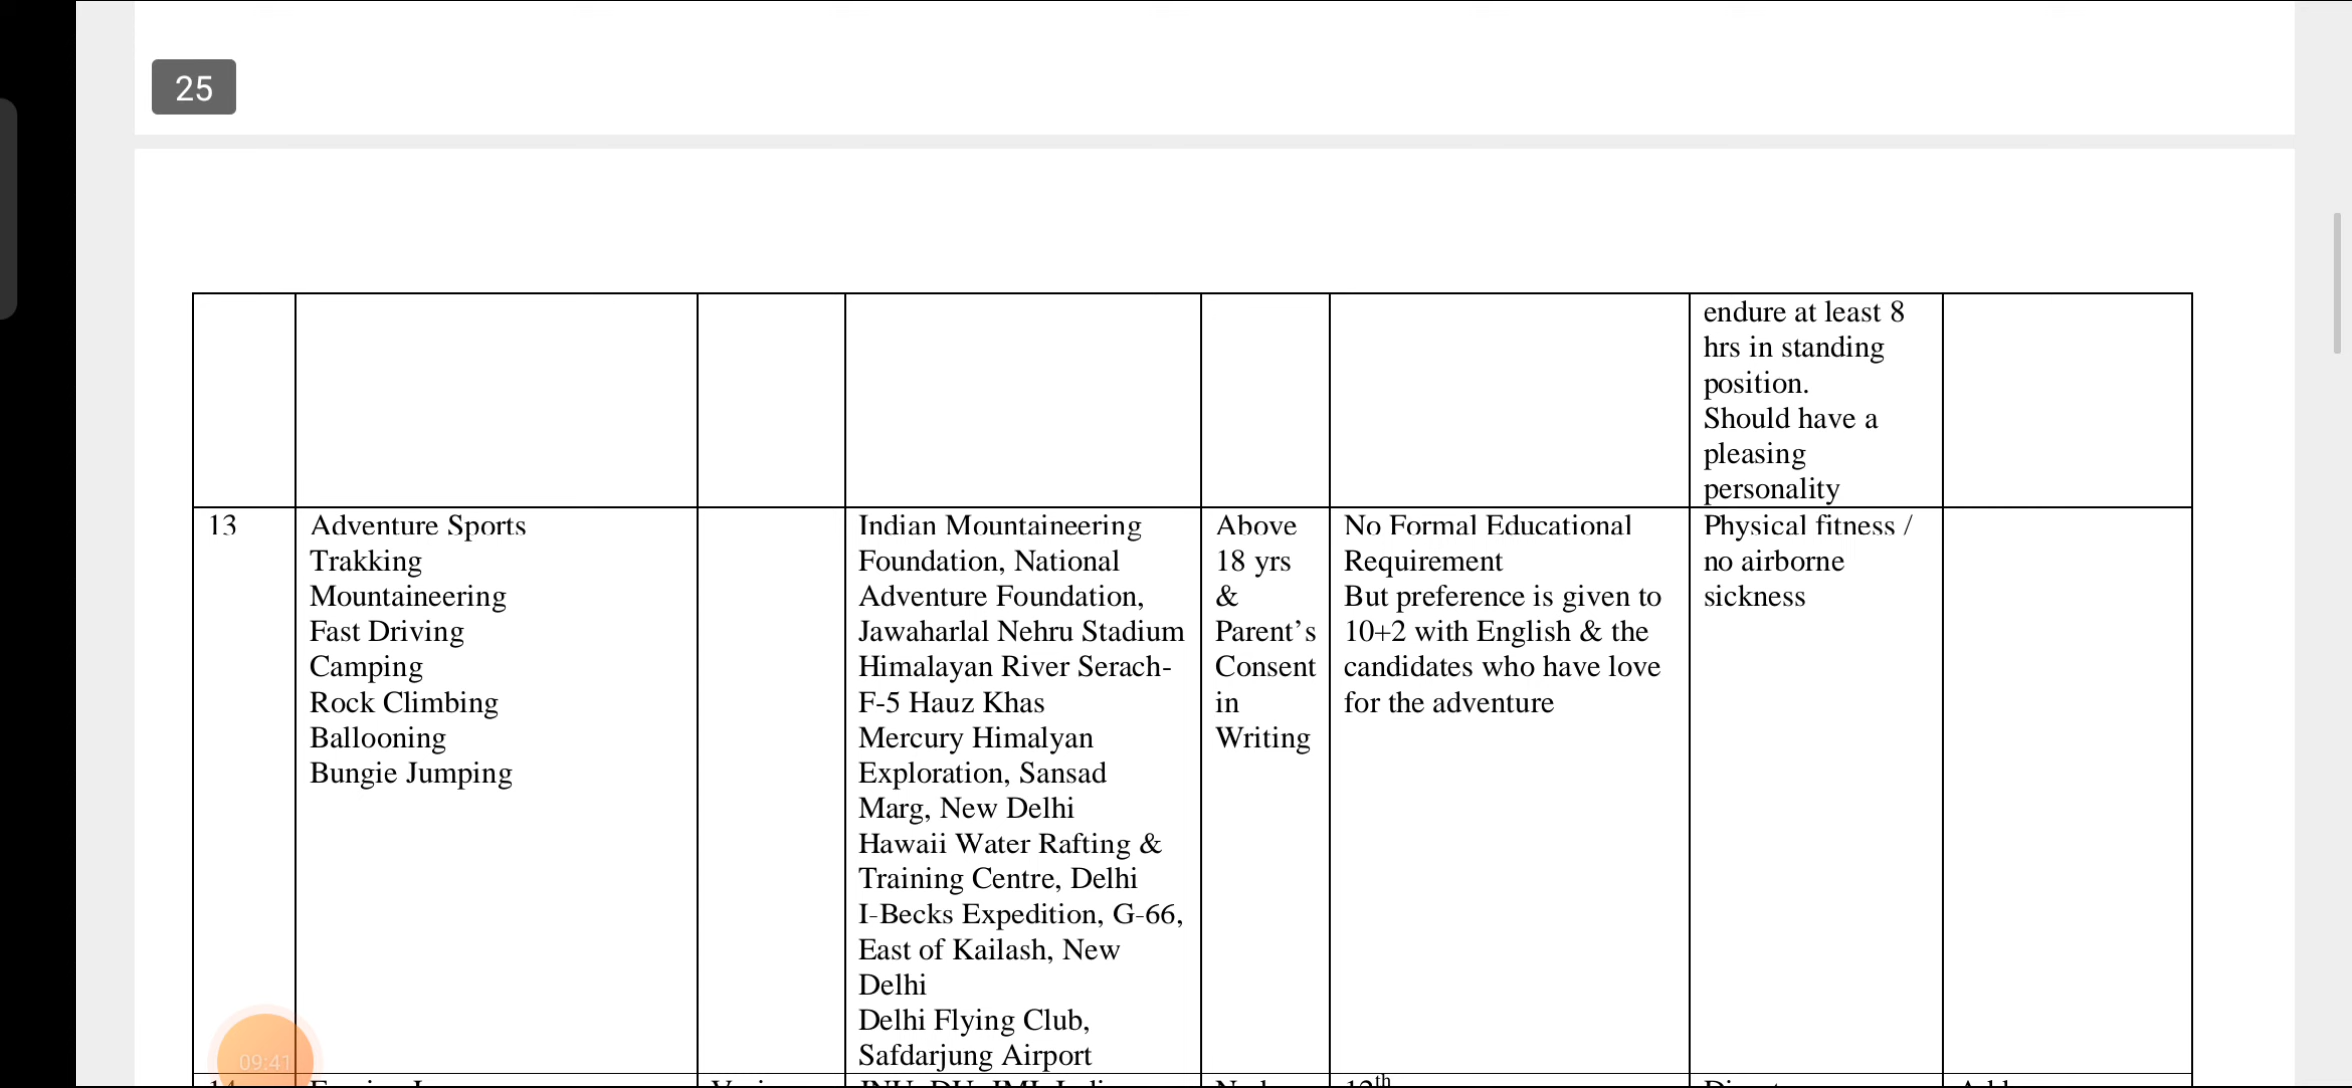 25
endure at least 8
hrs in standing
position.
Should have a
pleasing
personality
13
Adventure Sports
Trakking
Mountaineering
Fast Driving
Camping
Rock Climbing
Ballooning
Bungie Jumping
Indian Mountaineering
Foundation, National
Adventure Foundation,
Jawaharlal Nehru Stadium
Himalayan River Serach-
F-5 Hauz Khas
Mercury Himalyan
Exploration, Sansad
Marg, New Delhi
Hawaii Water Rafting &
Training Centre, Delhi
I-Becks Expedition, G-66,
East of Kailash, New
Delhi
Delhi Flying Club,
Safdarjung Airport
Above
18 yrs
&
Parent’s
Consent
in
Writing
No Formal Educational
Requirement
But preference is given to
10+2 with English & the
candidates who have love
for the adventure
Physical fitness /
no airborne
sickness
09:41
12th